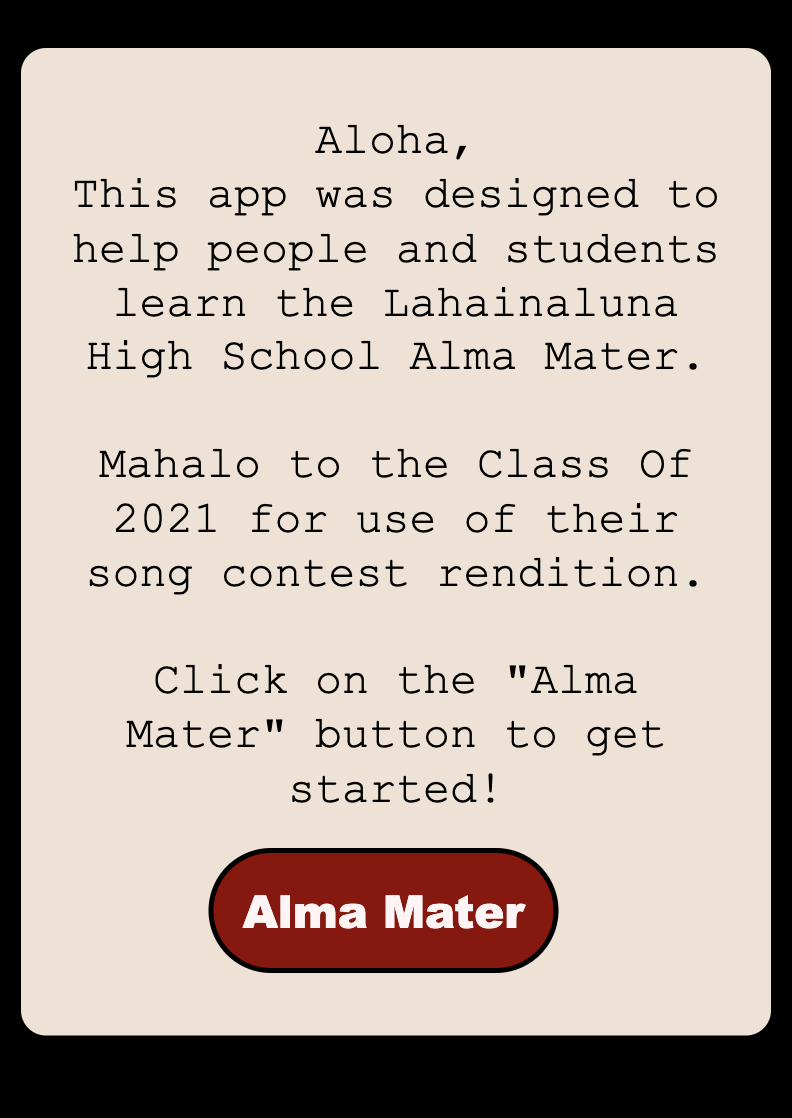 Aloha,
This app was designed to
help people and students
learn the Lahainaluna
High School Alma Mater.
Mahalo to the Class Of
2021 for use of their
song contest rendition.
Click on the "Alma
Mater" button to get
started!
Alma Mater